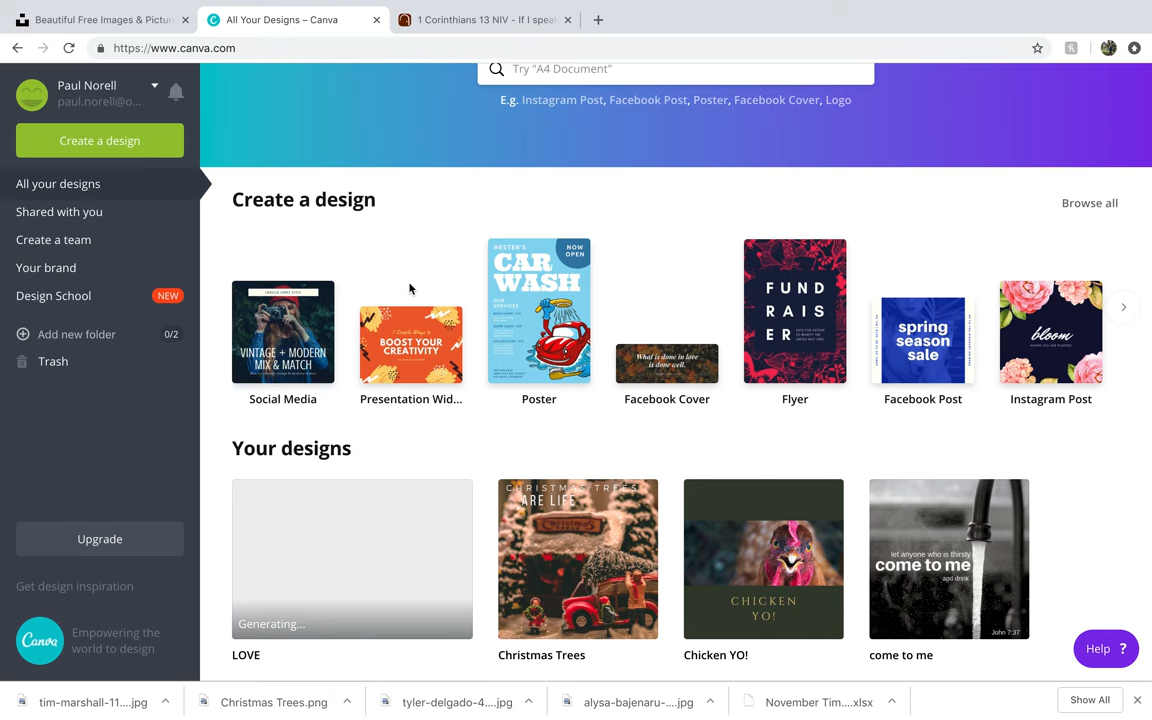 Beautiful Free Images & Pictur
All Your Designs – Canva
1 Corinthians 13 NIV - If I speak
https://www.canva.com
Paul Norell
paul.norell@o...
Create a design
All your designs
Shared with you
Create a team
Your brand
Design School
NEW
Add new folder
0/2
Trash
Upgrade
Get design inspiration
Canva
Empowering the
world to design
Try "A4 Document"
E.g. Instagram Post, Facebook Post, Poster, Facebook Cover, Logo
Create a design
Browse all
VINTAGE + MODERN
MIX & MATCH
Social Media
7 Simple Ways to
BOOST YOUR
CREATIVITY
Presentation Wid...
HESTER'S
NOW
OPEN
CAR
WASH
OUR
SERVICES
Poster
What is done in love
is done well.
Facebook Cover
FUND
RAIS
ER
Flyer
spring
season
sale
Facebook Post
bloom
Instagram Post
Your designs
Generating...
LOVE
CHRISTMAS TREES
ARE LIFE
Christmas
Christmas Trees
CHICKEN
YO!
Chicken YO!
let anyone who is thirsty
come to me
and drink
John 7:37
come to me
Help ?
tim-marshall-11....jpg
Christmas Trees.png
tyler-delgado-4....jpg
alysa-bajenaru-....jpg
November Tim....xlsx
Show All